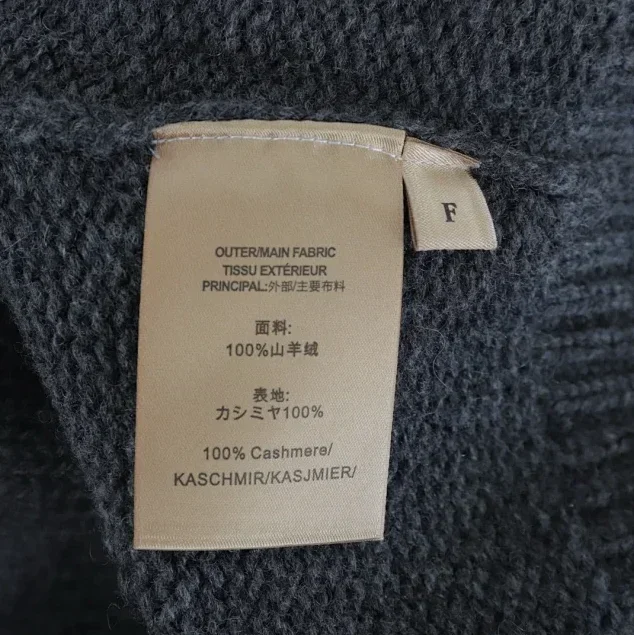 OUTER/MAIN FABRIC
TISSU EXTÉRIEUR
PRINCIPAL:外部/主要布料
面料:
100%山羊绒
表地:
カシミヤ100%
100% Cashmere/
KASCHMIR/KASJMIER/
F